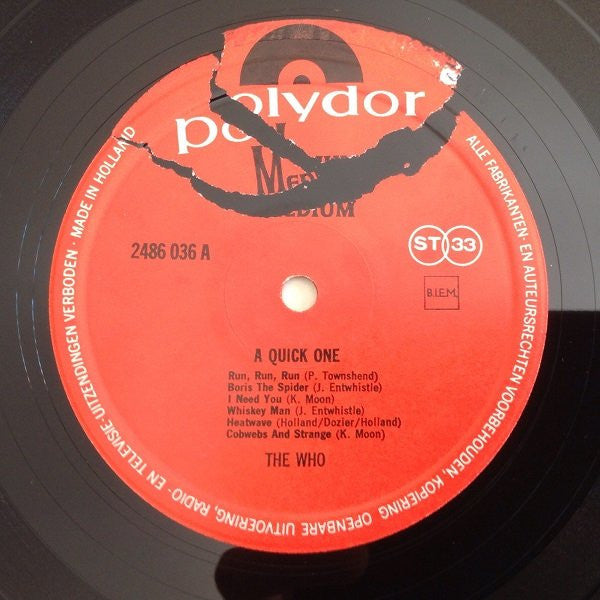 polydor
po
MEDIUM
2486 036 A
ST 33
B.I.E.M.
A QUICK ONE
Run, Run, Run (P. Townshend)
Boris The Spider (J. Entwhistle)
I Need You (K. Moon)
Whiskey Man (J. Entwhistle)
Heatwave (Holland/Dozier/Holland)
Cobwebs And Strange (K. Moon)
THE WHO
ALLE FABRIKANTEN- EN AUTEURSRECHTEN VOORBEHOUDEN, KOPIERING, OPENBARE UITVOERING, RADIO- EN TELEVISIE-UITZENDINGEN VERBODEN · MADE IN HOLLAND